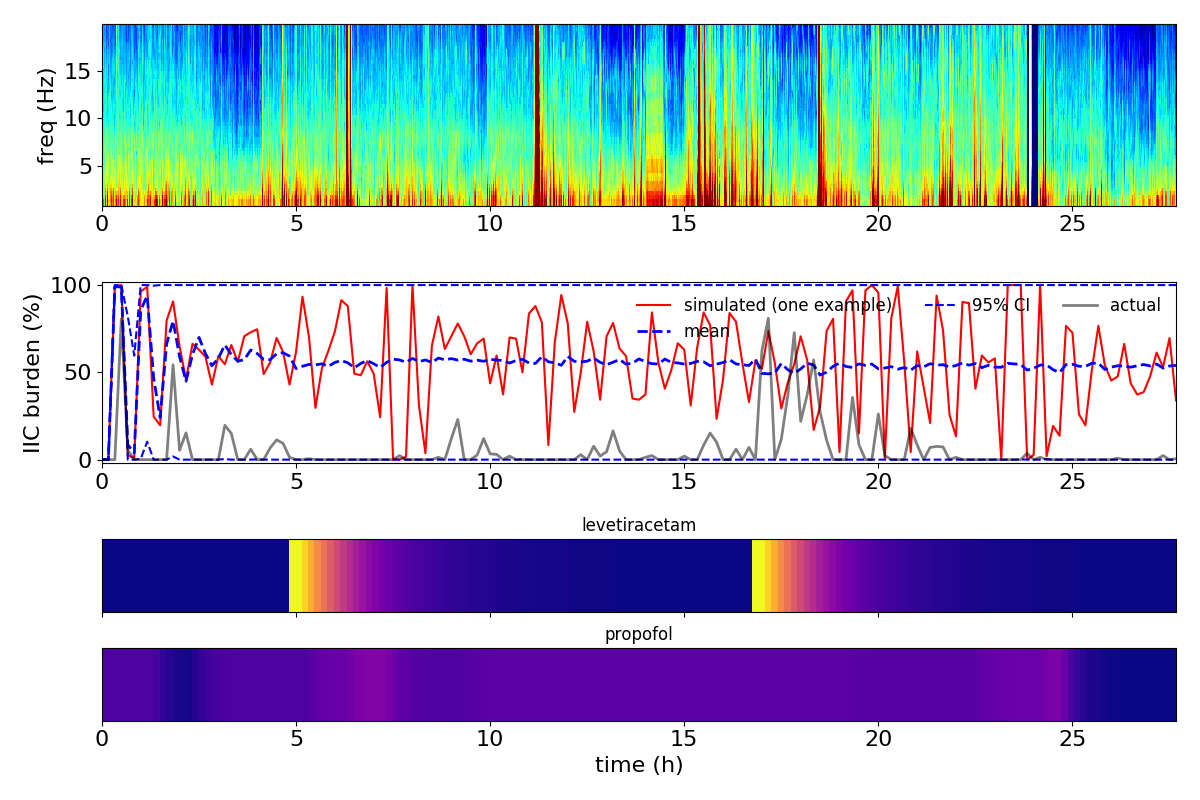 freq (Hz)
15
10
5
0 5 10 15 20 25
IIC burden (%)
100
50
0
simulated (one example) 95% CI actual
mean
0 5 10 15 20 25
levetiracetam
propofol
0 5 10 15 20 25
time (h)